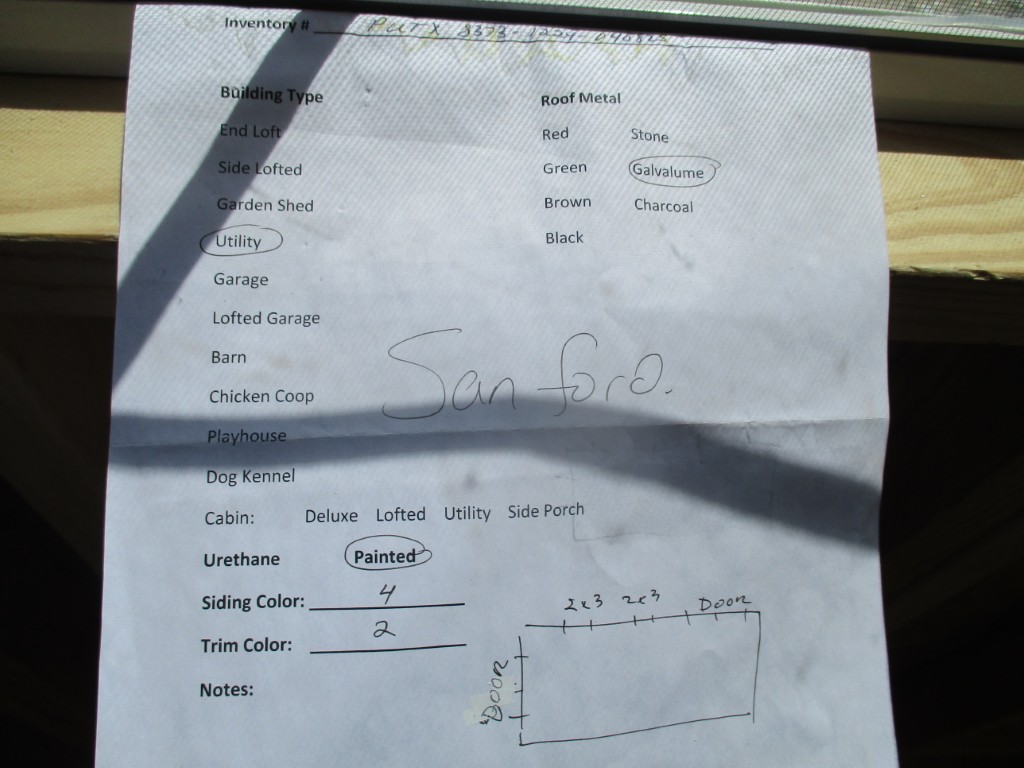 Inventory #
Building Type
Roof Metal
End Loft
Red Stone
Side Lofted
Green Galvalume
Garden Shed
Brown Charcoal
Utility
Black
Garage
Lofted Garage
Barn
Sanford.
Chicken Coop
Playhouse
Dog Kennel
Cabin: Deluxe Lofted Utility Side Porch
Urethane Painted
Siding Color: 4
Trim Color: 2
2x3 2x3 Door
Door
Notes: